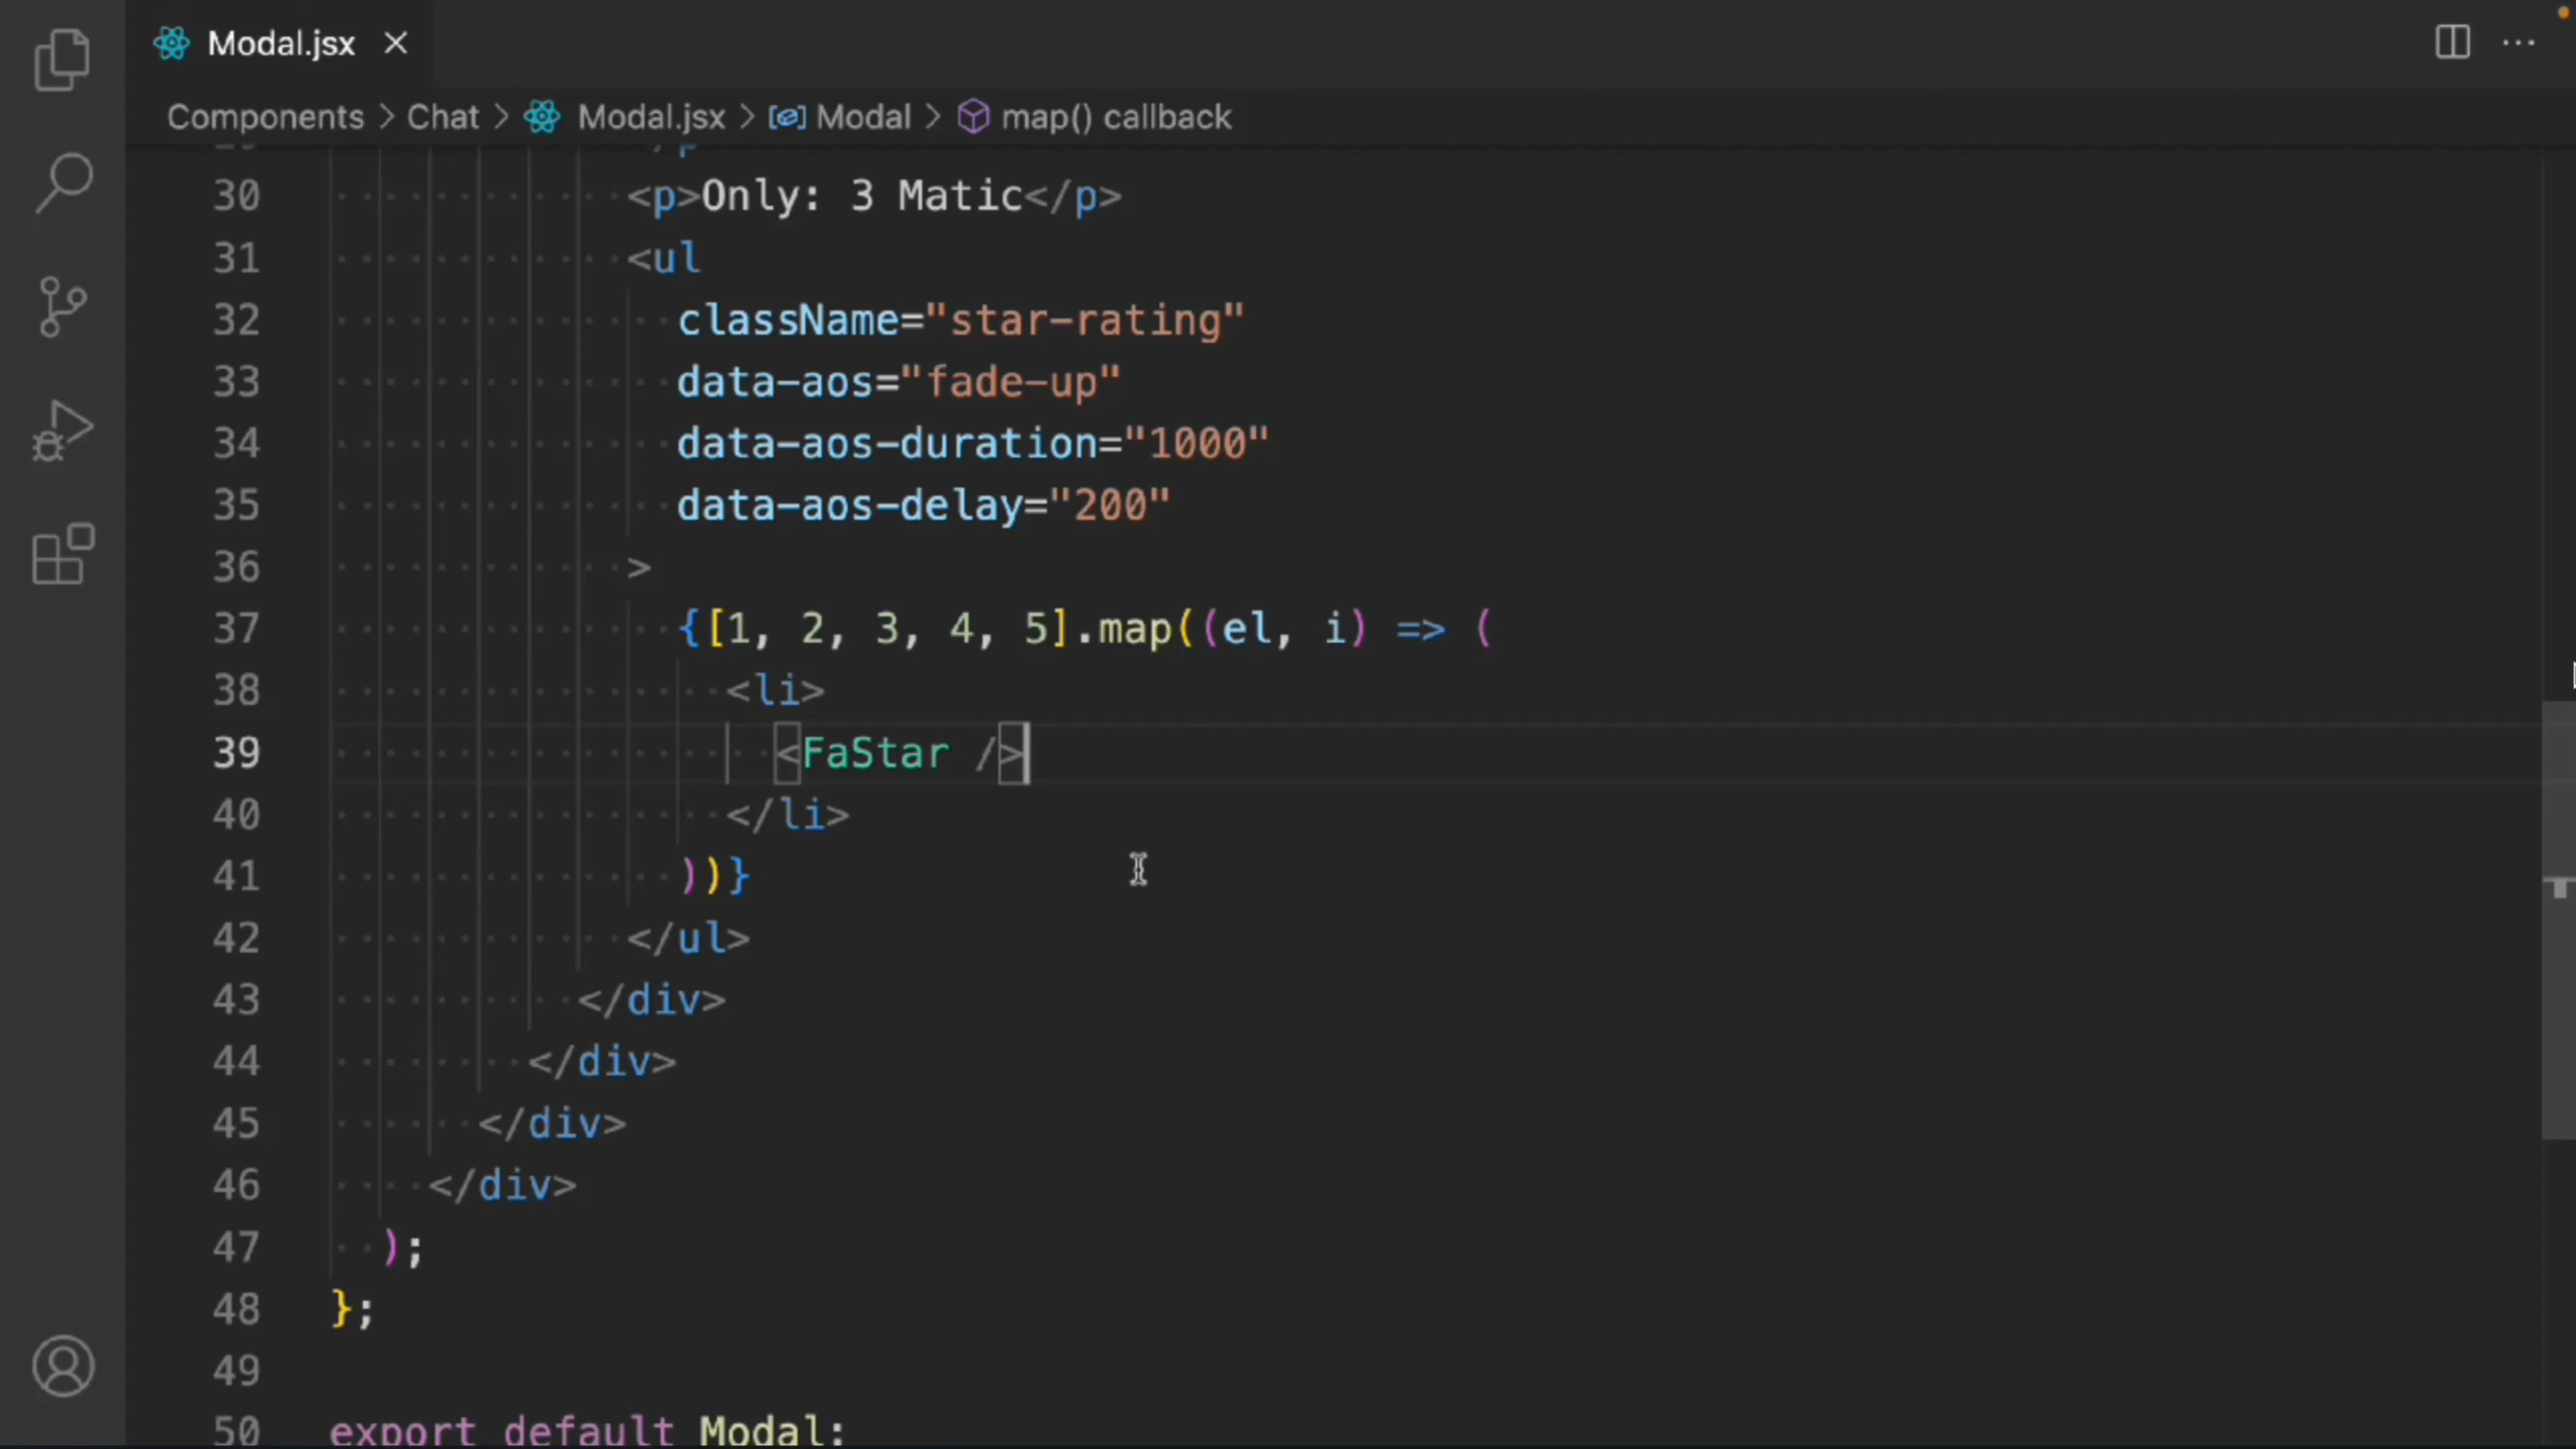 Modal.jsx
Components > Chat > Modal.jsx > Modal > map() callback
30 <p>Only: 3 Matic</p>
31 <ul
32 className="star-rating"
33 data-aos="fade-up"
34 data-aos-duration="1000"
35 data-aos-delay="200"
36 >
37 {[1, 2, 3, 4, 5].map((el, i) => (
38 <li>
39 <FaStar />
40 </li>
41 ))}
42 </ul>
43 </div>
44 </div>
45 </div>
46 </div>
47 );
48 };
49
50 export default Modal;